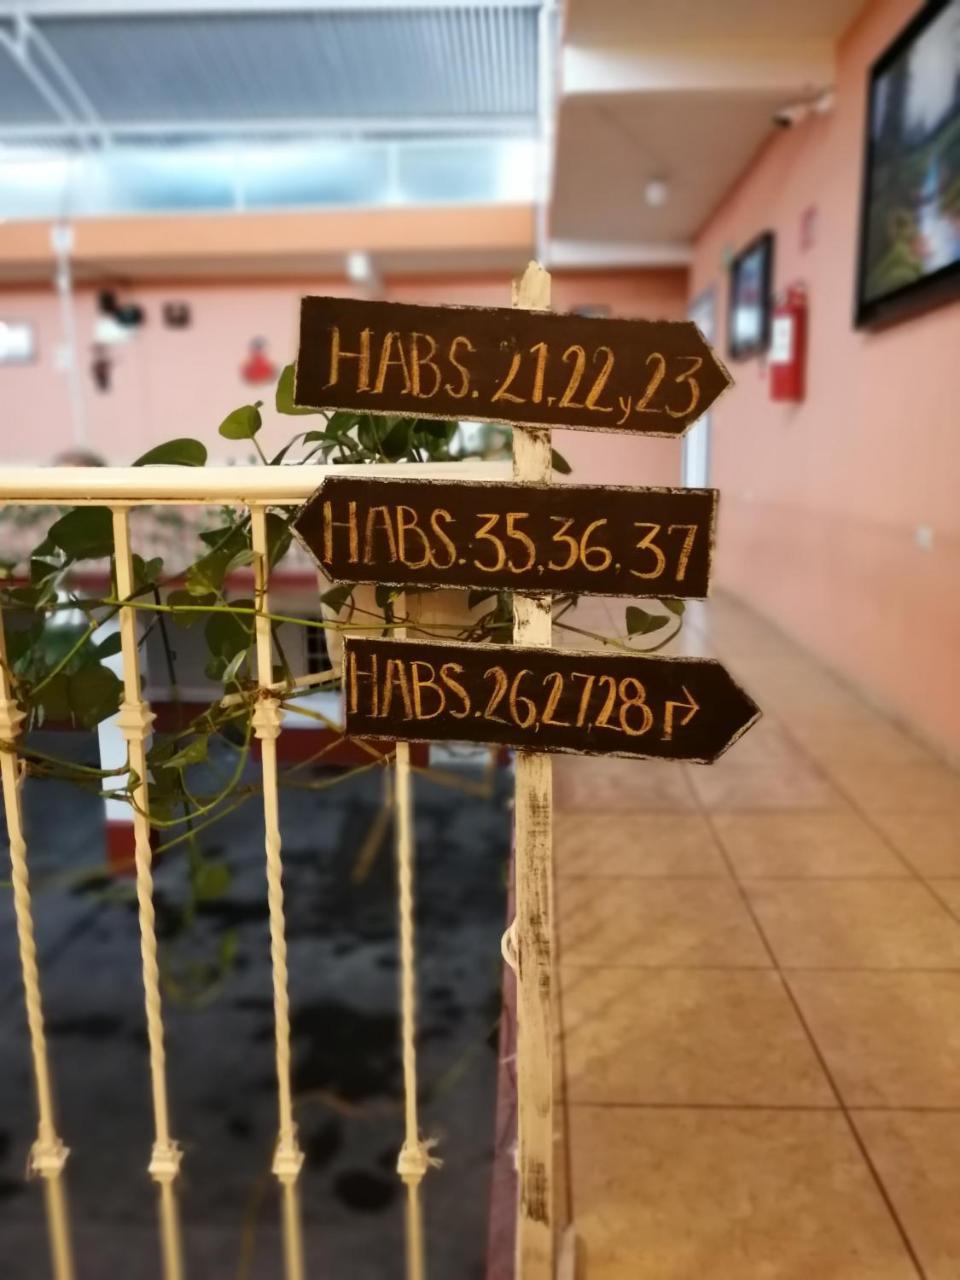 HABS. 21,22 y 23
HABS. 35,36, 37
HABS. 26,27,28